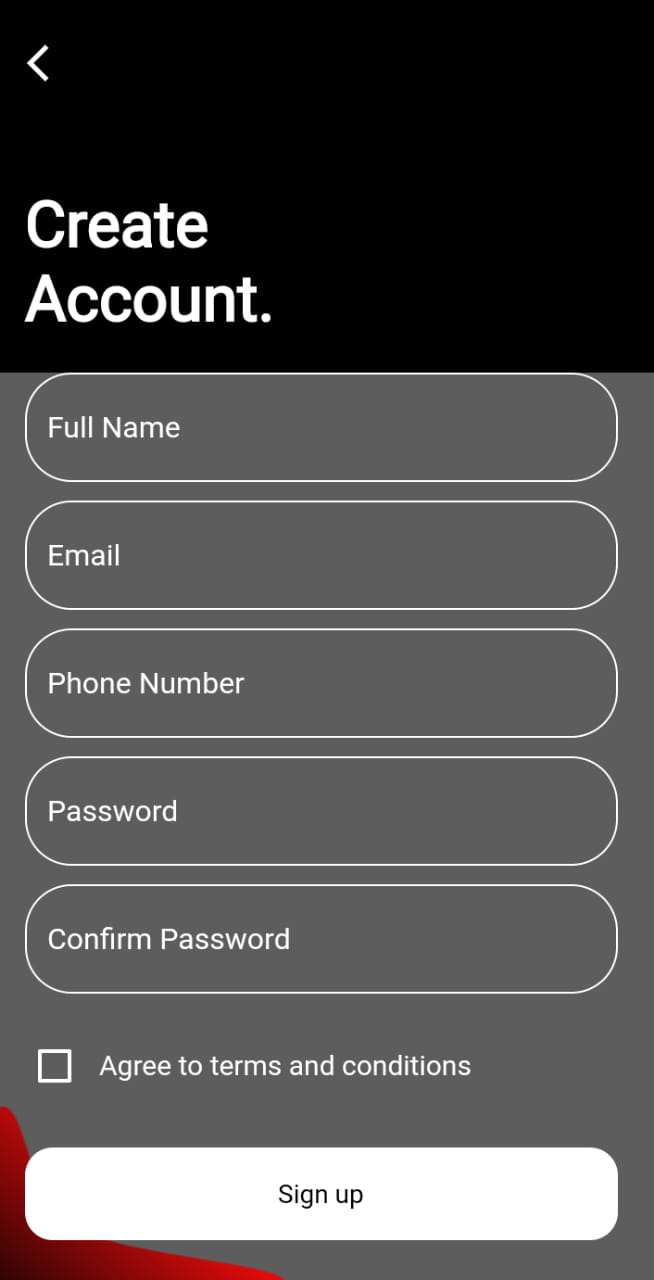 Create
Account.
Full Name
Email
Phone Number
Password
Confirm Password
Agree to terms and conditions
Sign up